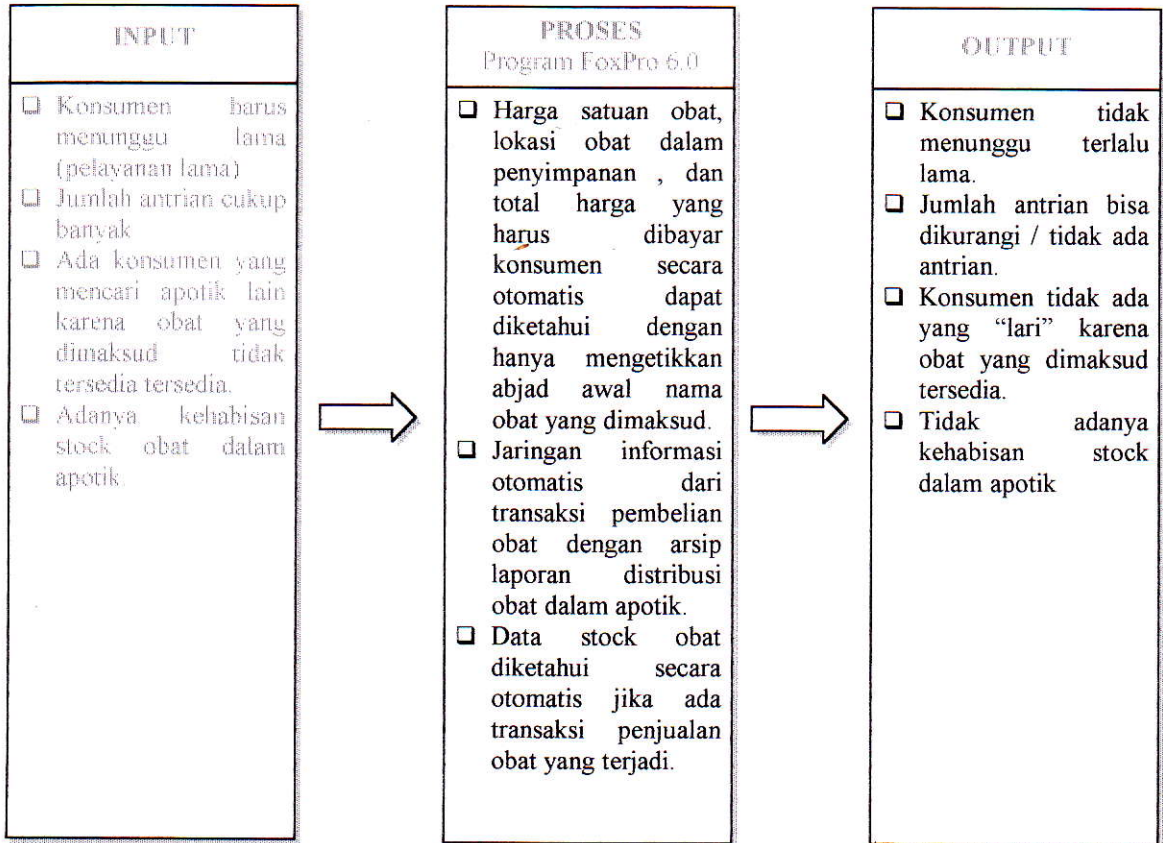 INPUT
Konsumen harus
menunggu lama
(pelayanan lama)
Jumlah antrian cukup
banyak
Ada konsumen yang
mencari apotik lain
karena obat yang
dimaksud tidak
tersedia tersedia.
Adanya kehabisan
stock obat dalam
apotik.
PROSES
Program FoxPro 6.0
Harga satuan obat,
lokasi obat dalam
penyimpanan , dan
total harga yang
harus dibayar
konsumen secara
otomatis dapat
diketahui dengan
hanya mengetikkan
abjad awal nama
obat yang dimaksud.
Jaringan informasi
otomatis dari
transaksi pembelian
obat dengan arsip
laporan distribusi
obat dalam apotik.
Data stock obat
diketahui secara
otomatis jika ada
transaksi penjualan
obat yang terjadi.
OUTPUT
Konsumen tidak
menunggu terlalu
lama.
Jumlah antrian bisa
dikurangi / tidak ada
antrian.
Konsumen tidak ada
yang “lari” karena
obat yang dimaksud
tersedia.
Tidak adanya
kehabisan stock
dalam apotik